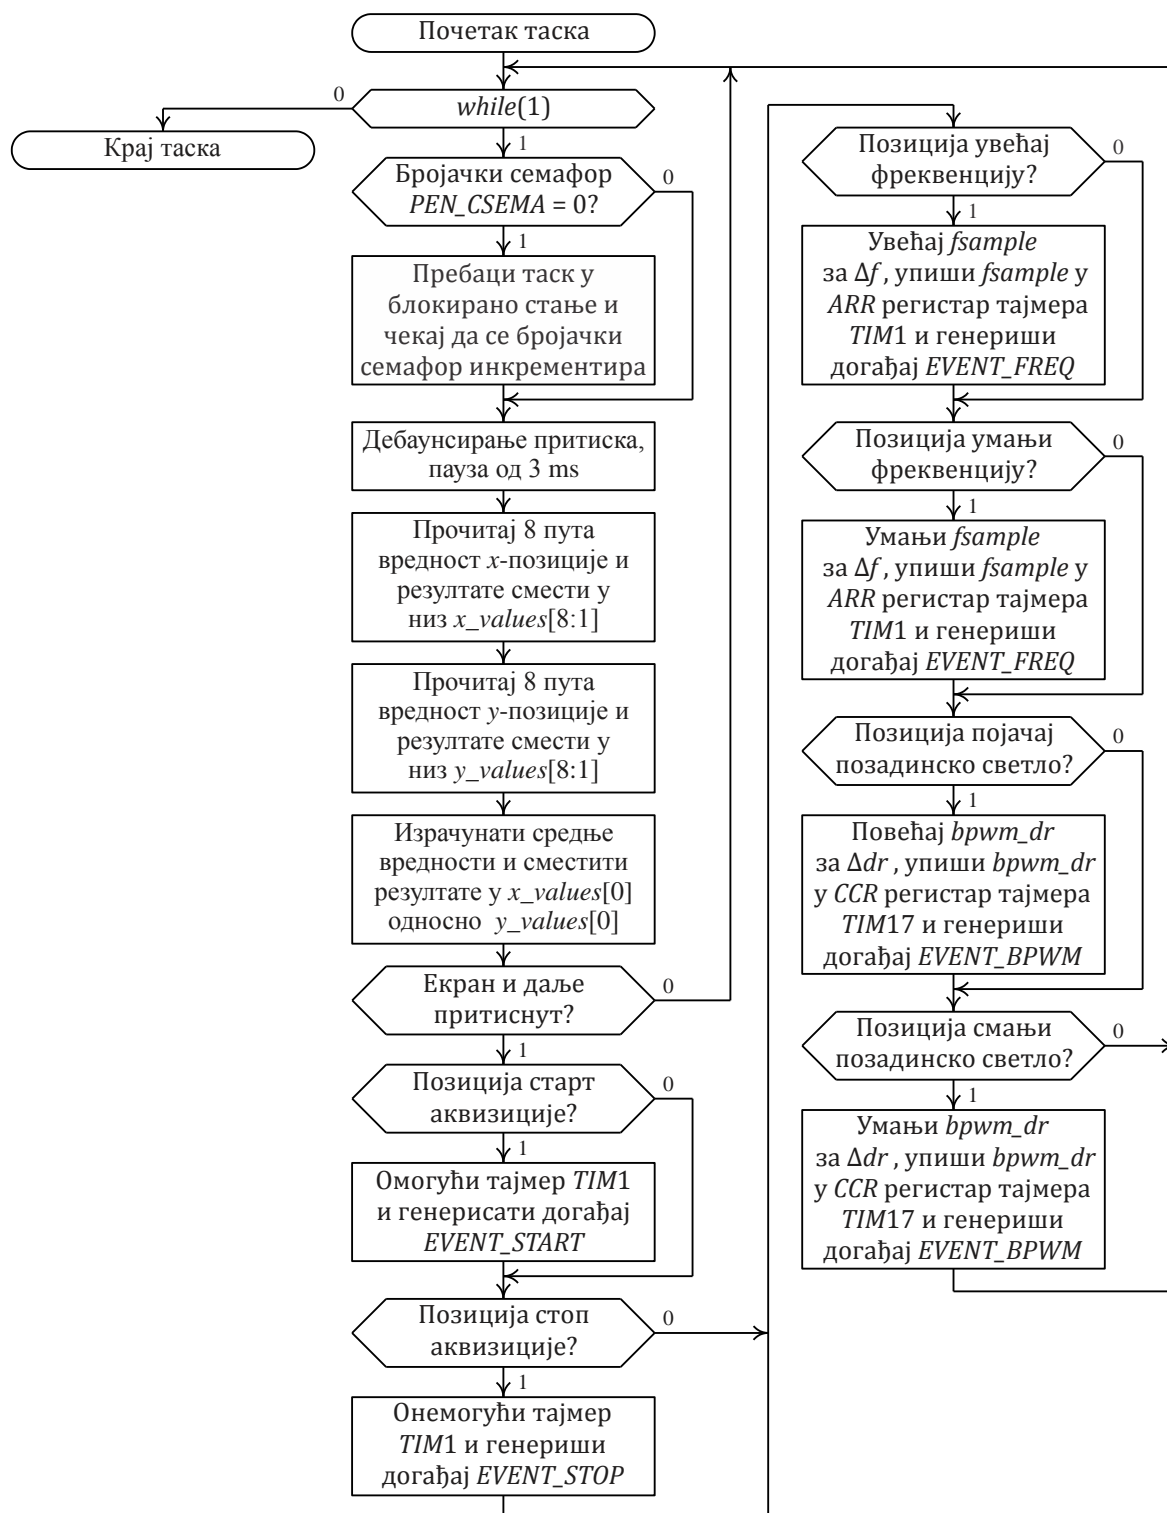 Почетак таска
while(1)
0
Крај таска
1
Бројачки семафор
PEN_CSEMA = 0?
0
1
Пребаци таск у
блокирано стање и
чекај да се бројачки
семафор инкрементира
Дебаунсирање притиска,
пауза од 3 ms
Прочитај 8 пута
вредност x-позиције и
резултате смести у
низ x_values[8:1]
Прочитај 8 пута
вредност y-позиције и
резултате смести у
низ y_values[8:1]
Израчунати средње
вредности и сместити
резултате у x_values[0]
односно y_values[0]
Екран и даље
притиснут?
0
1
Позиција старт
аквизиције?
0
1
Омогући тајмер TIM1
и генерисати догађај
EVENT_START
Позиција стоп
аквизиције?
0
1
Онемогући тајмер
TIM1 и генериши
догађај EVENT_STOP
Позиција увећај
фреквенцију?
0
1
Увећај fsample
за Δf , упиши fsample у
ARR регистар тајмера
TIM1 и генериши
догађај EVENT_FREQ
Позиција умањи
фреквенцију?
0
1
Умањи fsample
за Δf , упиши fsample у
ARR регистар тајмера
TIM1 и генериши
догађај EVENT_FREQ
Позиција појачај
позадинско светло?
0
1
Повећај bpwm_dr
за Δdr , упиши bpwm_dr
у CCR регистар тајмера
TIM17 и генериши
догађај EVENT_BPWM
Позиција смањи
позадинско светло?
0
1
Умањи bpwm_dr
за Δdr , упиши bpwm_dr
у CCR регистар тајмера
TIM17 и генериши
догађај EVENT_BPWM